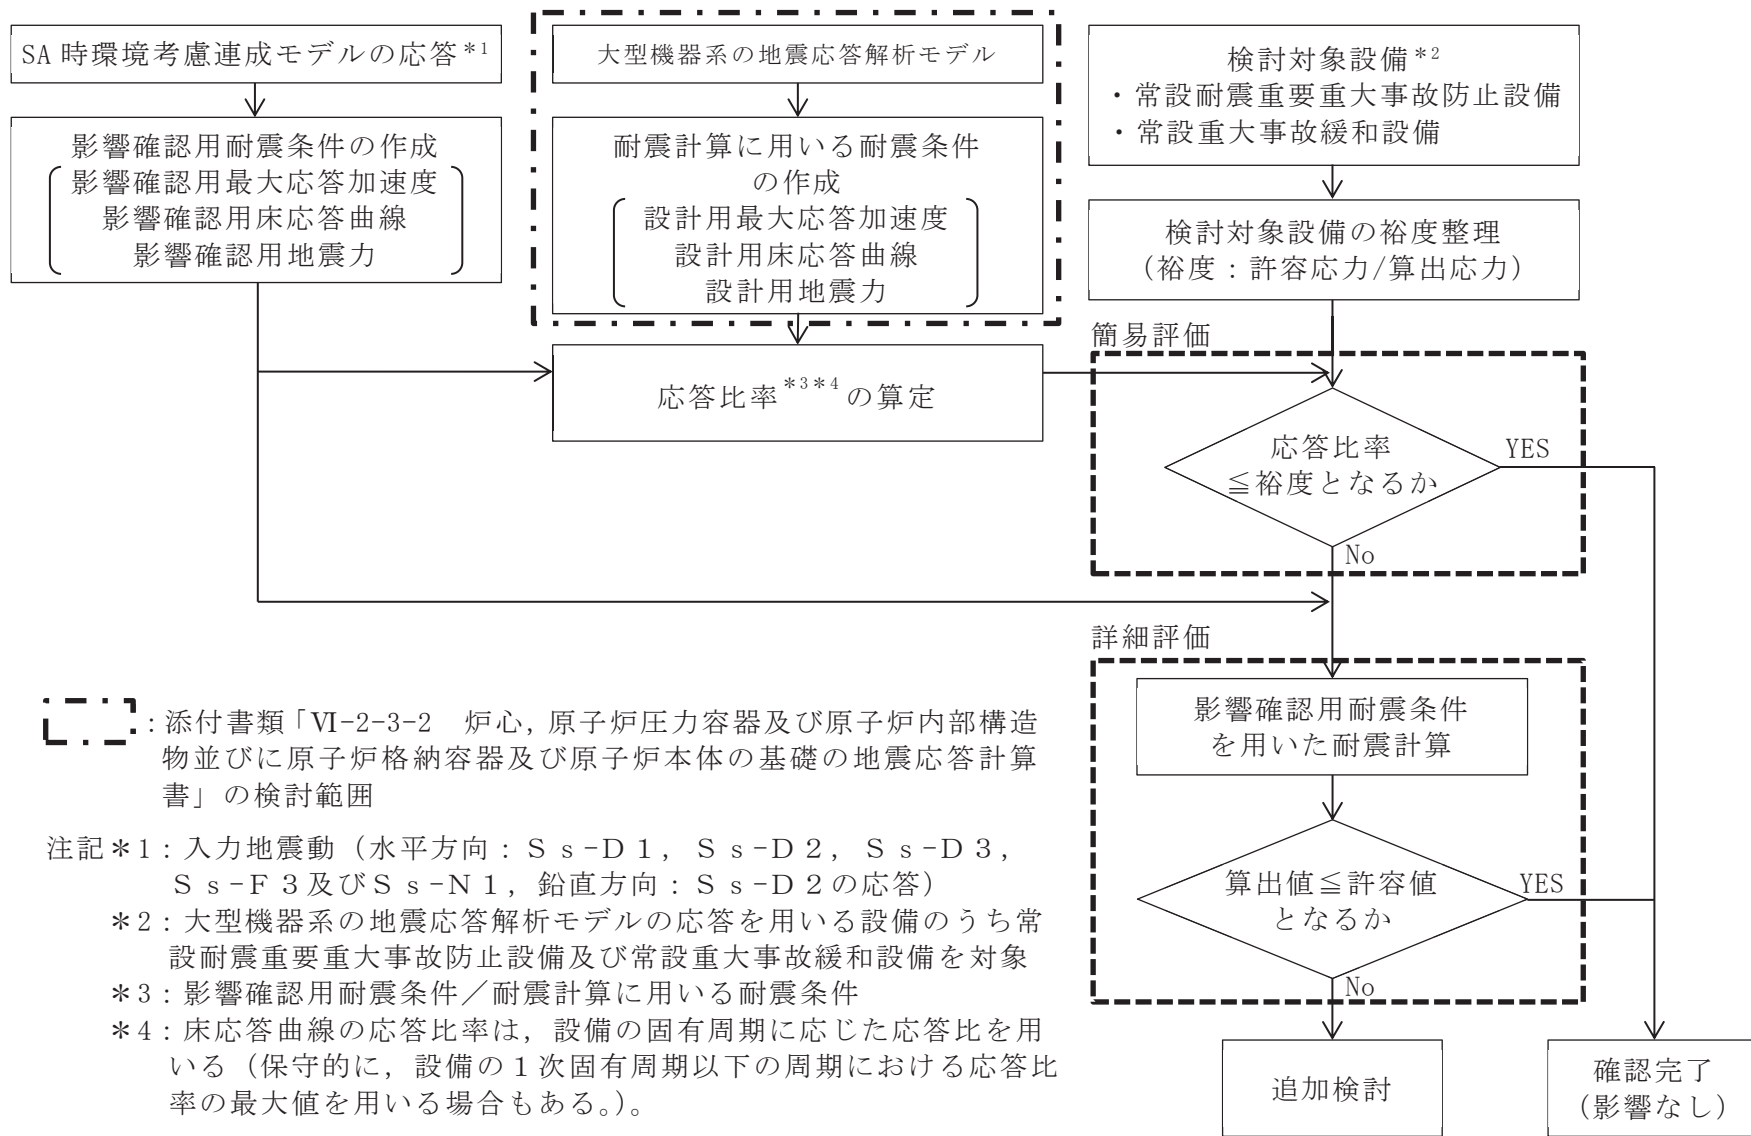 SA時環境考慮連成モデルの応答*1
影響確認用耐震条件の作成
影響確認用最大応答加速度
影響確認用床応答曲線
影響確認用地震力
大型機器系の地震応答解析モデル
耐震計算に用いる耐震条件
の作成
設計用最大応答加速度
設計用床応答曲線
設計用地震力
応答比率*3*4の算定
検討対象設備*2
・常設耐震重要重大事故防止設備
・常設重大事故緩和設備
検討対象設備の裕度整理
(裕度:許容応力/算出応力)
簡易評価
応答比率
≦裕度となるか
YES
No
詳細評価
影響確認用耐震条件
を用いた耐震計算
算出値≦許容値
となるか
YES
No
追加検討
確認完了
(影響なし)
:添付書類「Ⅵ-2-3-2 炉心,原子炉圧力容器及び原子炉内部構造
物並びに原子炉格納容器及び原子炉本体の基礎の地震応答計算
書」の検討範囲
注記*1:入力地震動(水平方向:Ss-D1,Ss-D2,Ss-D3,
Ss-F3及びSs-N1,鉛直方向:Ss-D2の応答)
*2:大型機器系の地震応答解析モデルの応答を用いる設備のうち常
設耐震重要重大事故防止設備及び常設重大事故緩和設備を対象
*3:影響確認用耐震条件/耐震計算に用いる耐震条件
*4:床応答曲線の応答比率は,設備の固有周期に応じた応答比を用
いる(保守的に,設備の1次固有周期以下の周期における応答比
率の最大値を用いる場合もある。)。